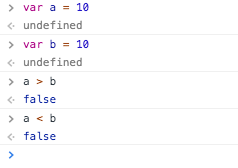 var a = 10
undefined
var b = 10
undefined
a > b
false
a < b
false